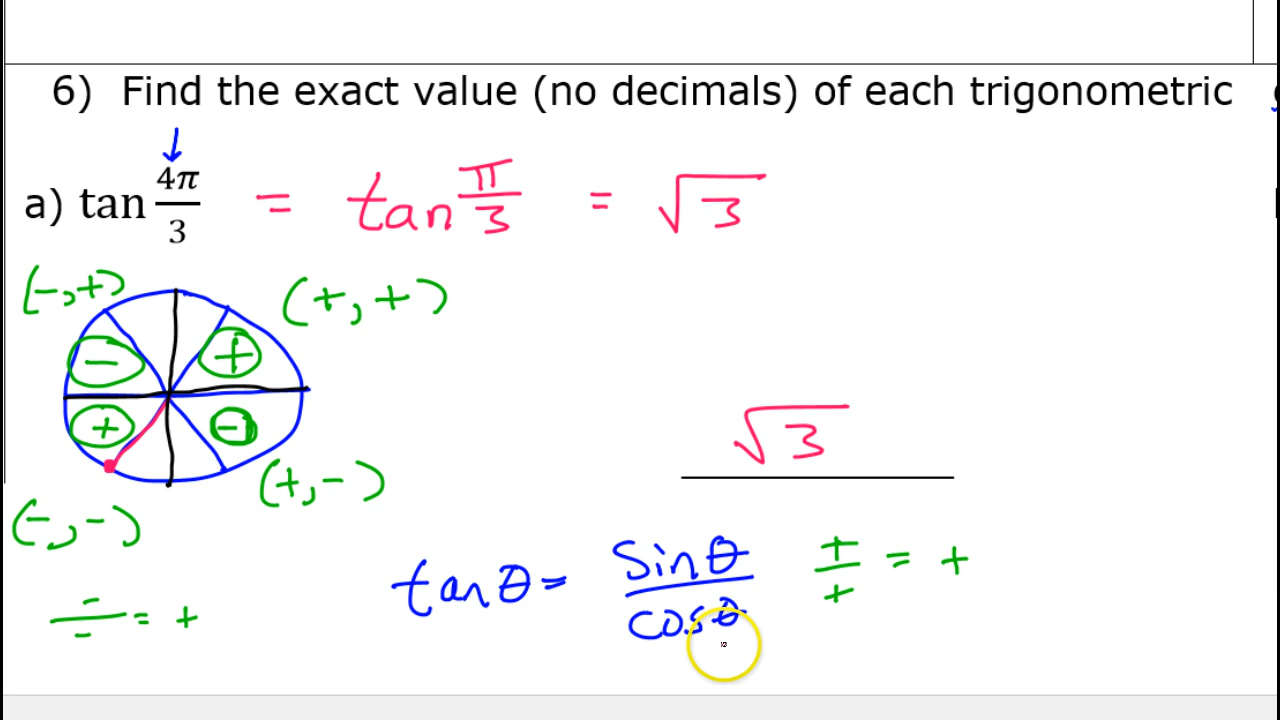 6) Find the exact value (no decimals) of each trigonometric
a) tan 4π/3 = tan π/3 = √3
(-,+) (+,+)
- +
+ -
√3
(-,-) (+,-)
-/- = +
tanθ = sinθ/cosθ +/+ = +